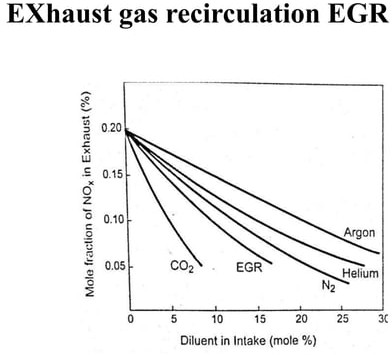 EXhaust gas recirculation EGR
Mole fraction of NOx in Exhaust (%)
0.20
0.15
0.10
0.05
Argon
Helium
N2
EGR
CO2
0 5 10 15 20 25 30
Diluent in Intake (mole %)